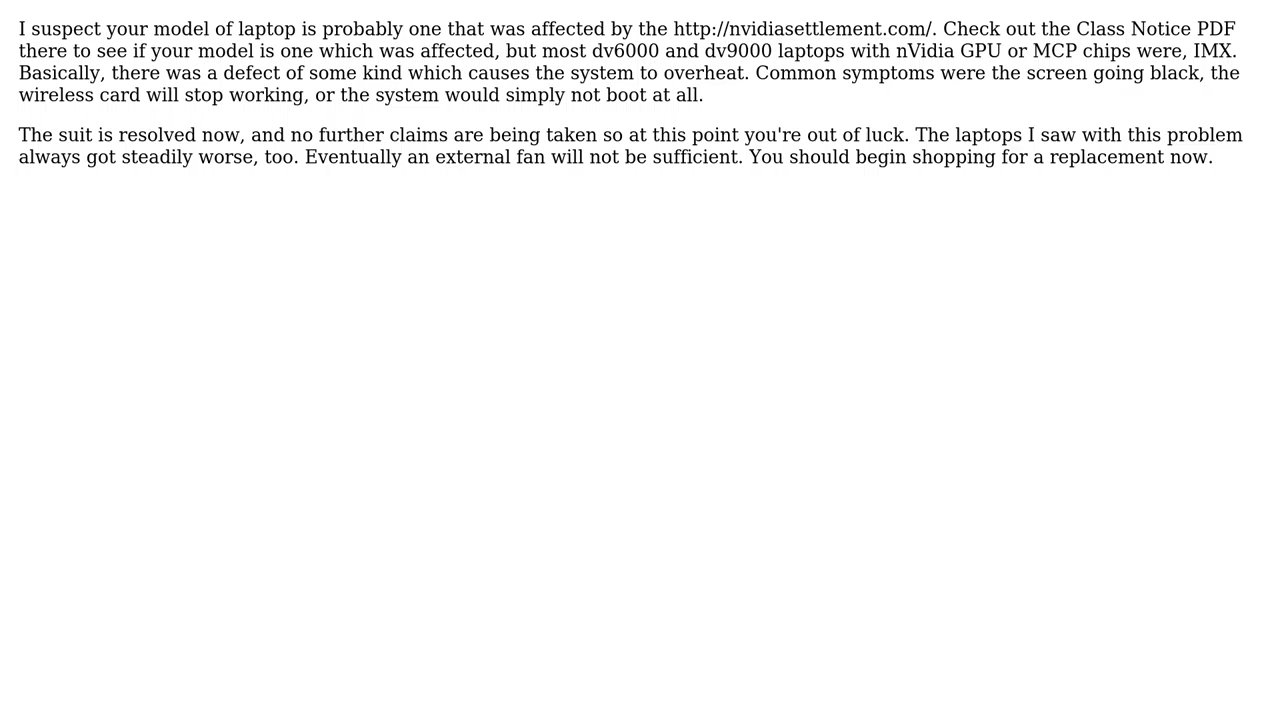 I suspect your model of laptop is probably one that was affected by the http://nvidiasettlement.com/. Check out the Class Notice PDF
there to see if your model is one which was affected, but most dv6000 and dv9000 laptops with nVidia GPU or MCP chips were, IMX.
Basically, there was a defect of some kind which causes the system to overheat. Common symptoms were the screen going black, the
wireless card will stop working, or the system would simply not boot at all.
The suit is resolved now, and no further claims are being taken so at this point you're out of luck. The laptops I saw with this problem
always got steadily worse, too. Eventually an external fan will not be sufficient. You should begin shopping for a replacement now.